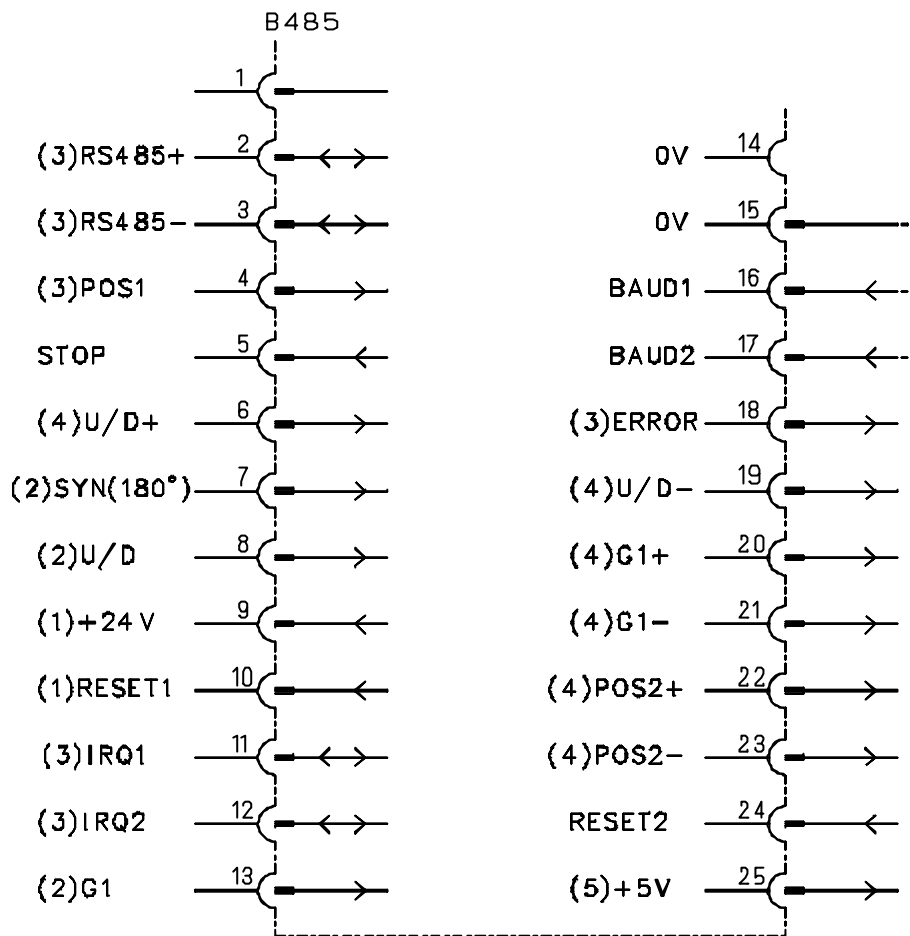 B485
1
(3)RS485+ 2
(3)RS485- 3
(3)POS1 4
STOP 5
(4)U/D+ 6
(2)SYN(180°) 7
(2)U/D 8
(1)+24V 9
(1)RESET1 10
(3)IRQ1 11
(3)IRQ2 12
(2)G1 13
0V 14
0V 15
BAUD1 16
BAUD2 17
(3)ERROR 18
(4)U/D- 19
(4)G1+ 20
(4)G1- 21
(4)POS2+ 22
(4)POS2- 23
RESET2 24
(5)+5V 25